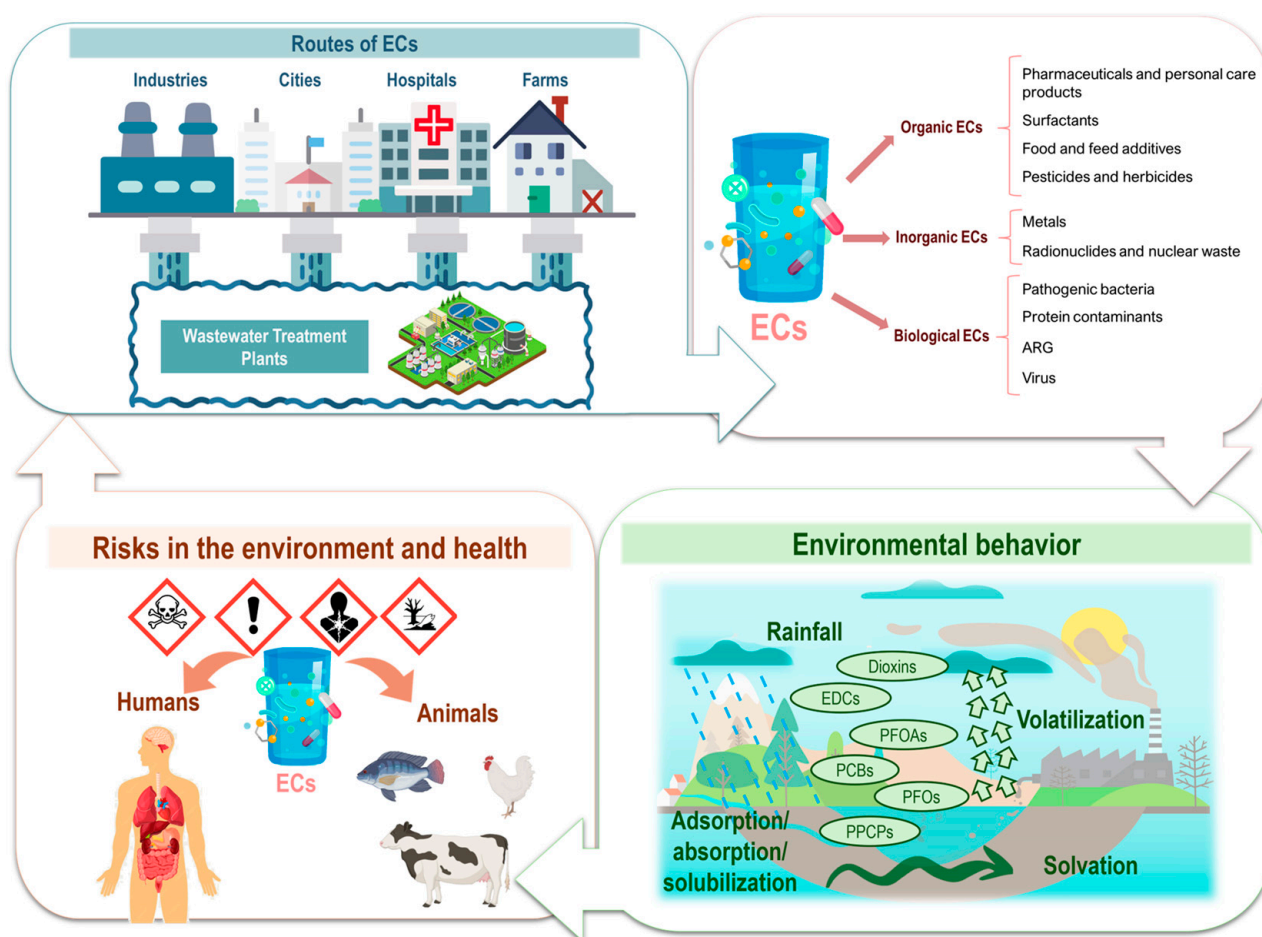 Routes of ECs
Industries
Cities
Hospitals
Farms
Wastewater Treatment
Plants
ECs
Organic ECs
Pharmaceuticals and personal care
products
Surfactants
Food and feed additives
Pesticides and herbicides
Inorganic ECs
Metals
Radionuclides and nuclear waste
Biological ECs
Pathogenic bacteria
Protein contaminants
ARG
Virus
Risks in the environment and health
Humans
Animals
ECs
Environmental behavior
Rainfall
Dioxins
EDCs
PFOAs
Volatilization
PCBs
PFOs
PPCPs
Adsorption/
absorption/
solubilization
Solvation